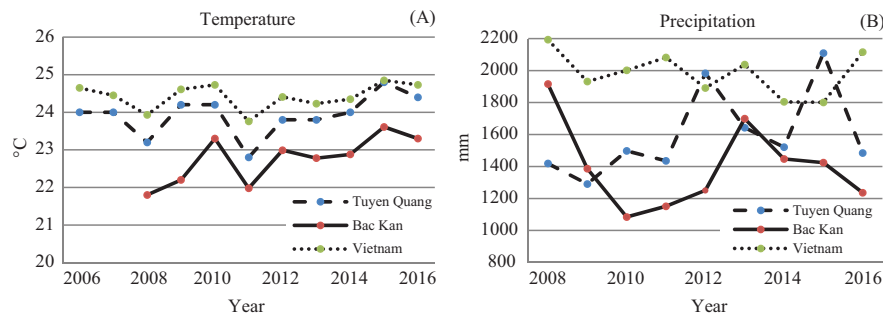 Temperature
(A)
26
25
24
23
22
21
20
°C
Tuyen Quang
Bac Kan
Vietnam
2006 2008 2010 2012 2014 2016
Year
Precipitation
(B)
2200
2000
1800
1600
1400
1200
1000
800
mm
Tuyen Quang
Bac Kan
Vietnam
2008 2010 2012 2014 2016
Year